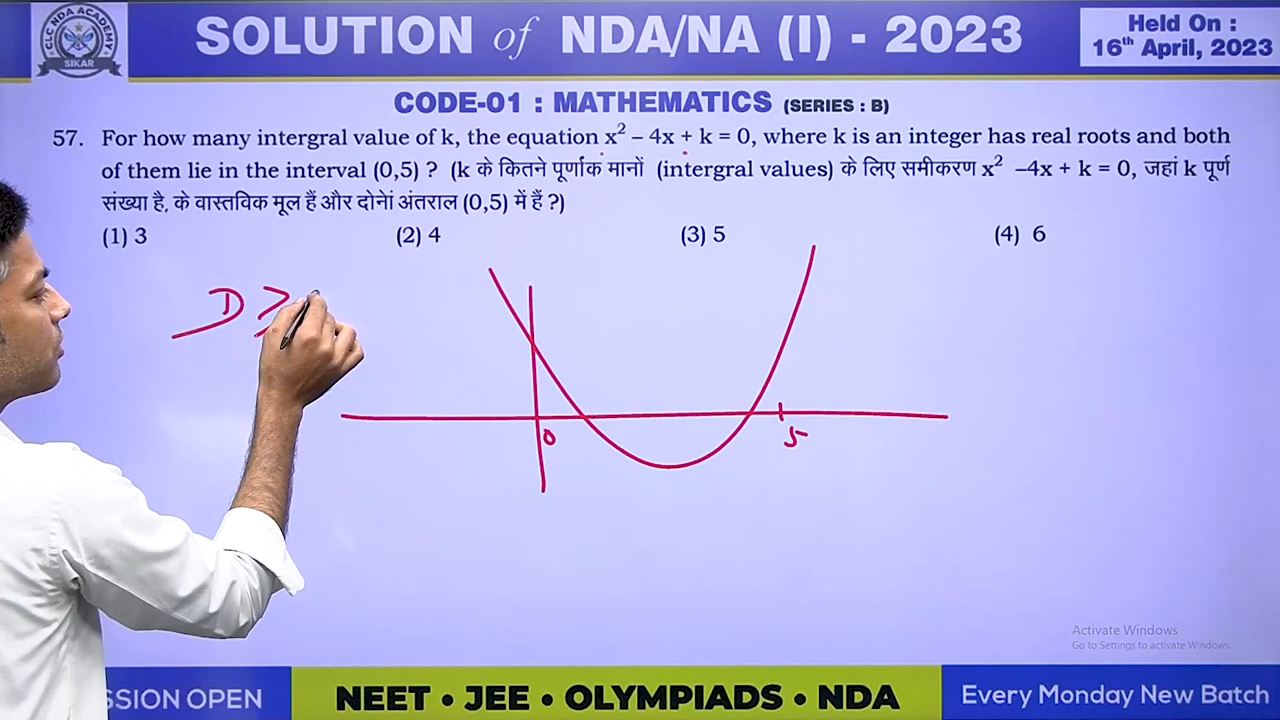 CLC NDA ACADEMY
SIKAR
SOLUTION of NDA/NA (I) - 2023
Held On :
16th April, 2023
CODE-01 : MATHEMATICS (SERIES : B)
57. For how many intergral value of k, the equation x² – 4x + k = 0, where k is an integer has real roots and both
of them lie in the interval (0,5) ? (k के कितने पूर्णांक मानों (intergral values) के लिए समीकरण x² –4x + k = 0, जहां k पूर्ण
संख्या है, के वास्तविक मूल हैं और दोनों अंतराल (0,5) में हैं ?)
(1) 3 (2) 4 (3) 5 (4) 6
D ≥
0 5
Activate Windows
Go to Settings to activate Windows.
SSION OPEN
NEET • JEE • OLYMPIADS • NDA
Every Monday New Batch